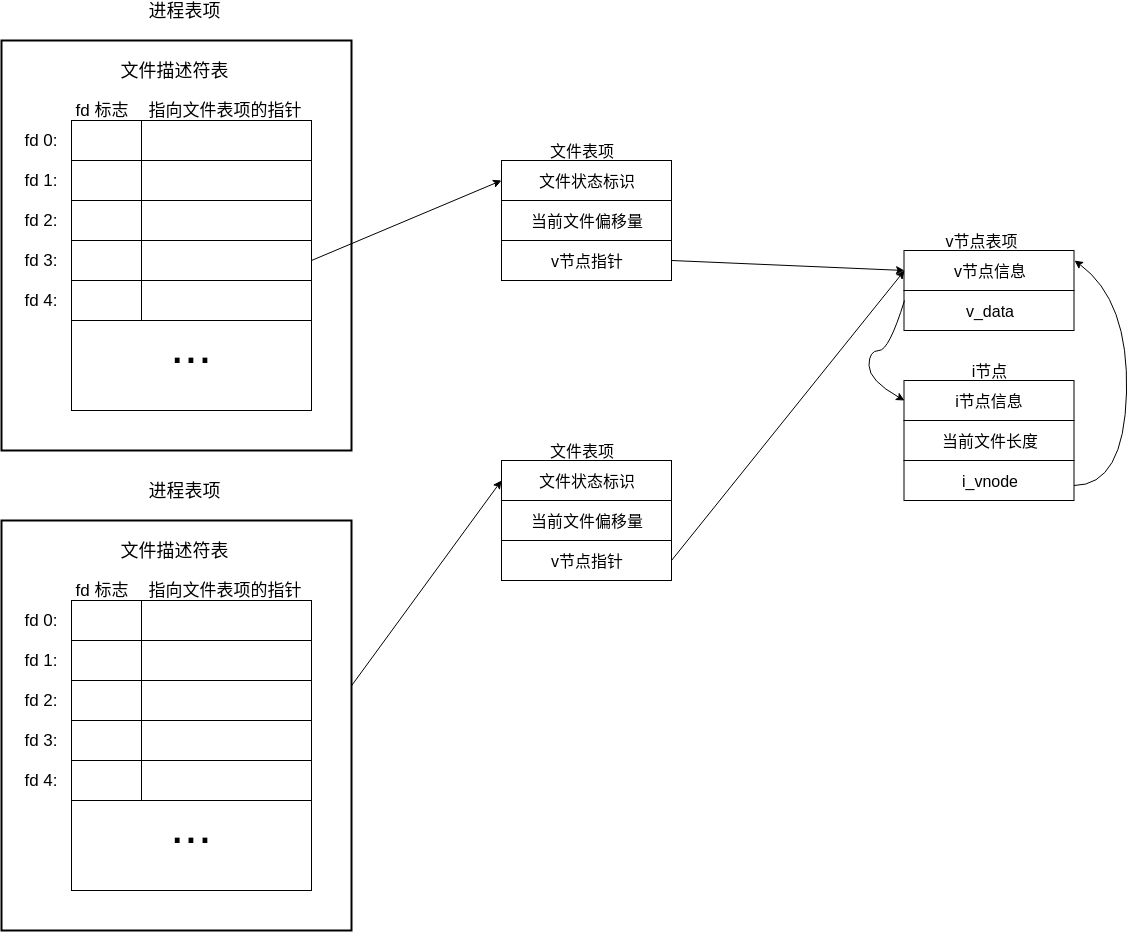 进程表项
文件描述符表
fd 标志 指向文件表项的指针
fd 0:
fd 1:
fd 2:
fd 3:
fd 4:
...
文件表项
文件状态标识
当前文件偏移量
v节点指针
v节点表项
v节点信息
v_data
i节点
i节点信息
当前文件长度
i_vnode
进程表项
文件描述符表
fd 标志 指向文件表项的指针
fd 0:
fd 1:
fd 2:
fd 3:
fd 4:
...
文件表项
文件状态标识
当前文件偏移量
v节点指针